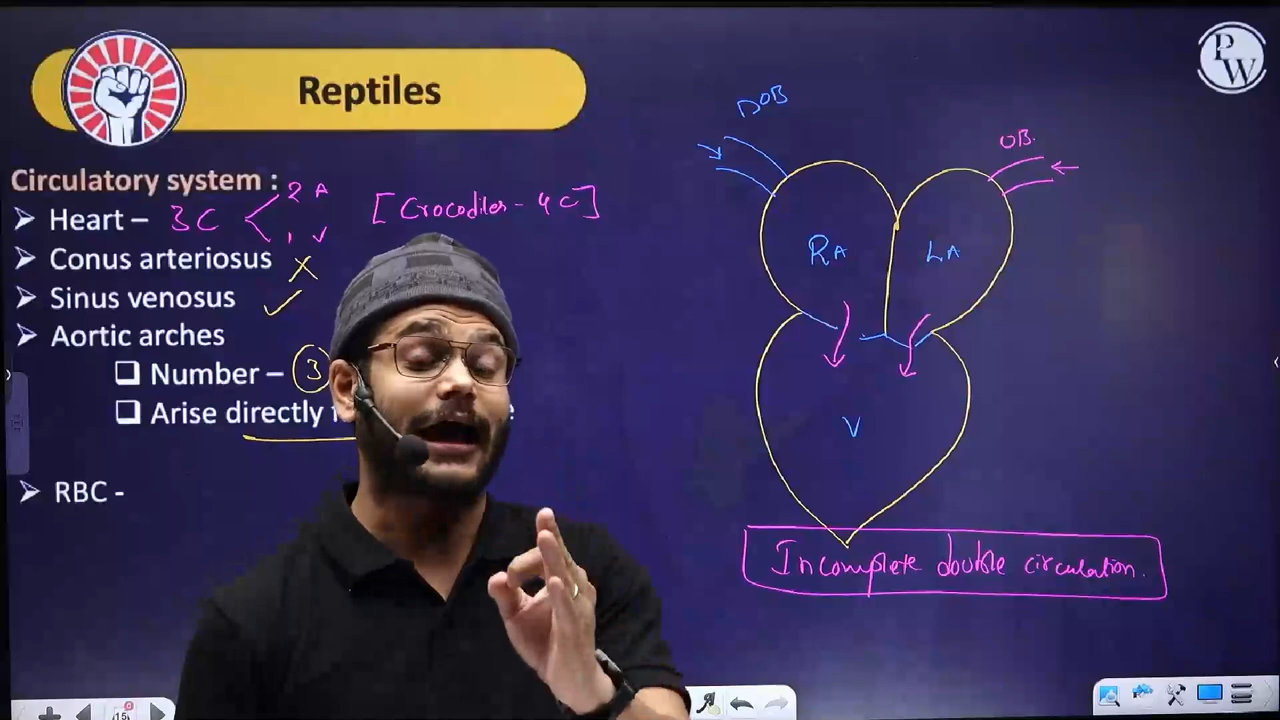 Reptiles
PW
Circulatory system :
Heart – 3C 2 A
1 V
[Crocodiles - 4C]
Conus arteriosus ×
Sinus venosus ✓
Aortic arches
Number – 3
Arise directly
RBC -
DOB
OB.
RA
LA
V
Incomplete double circulation.
15